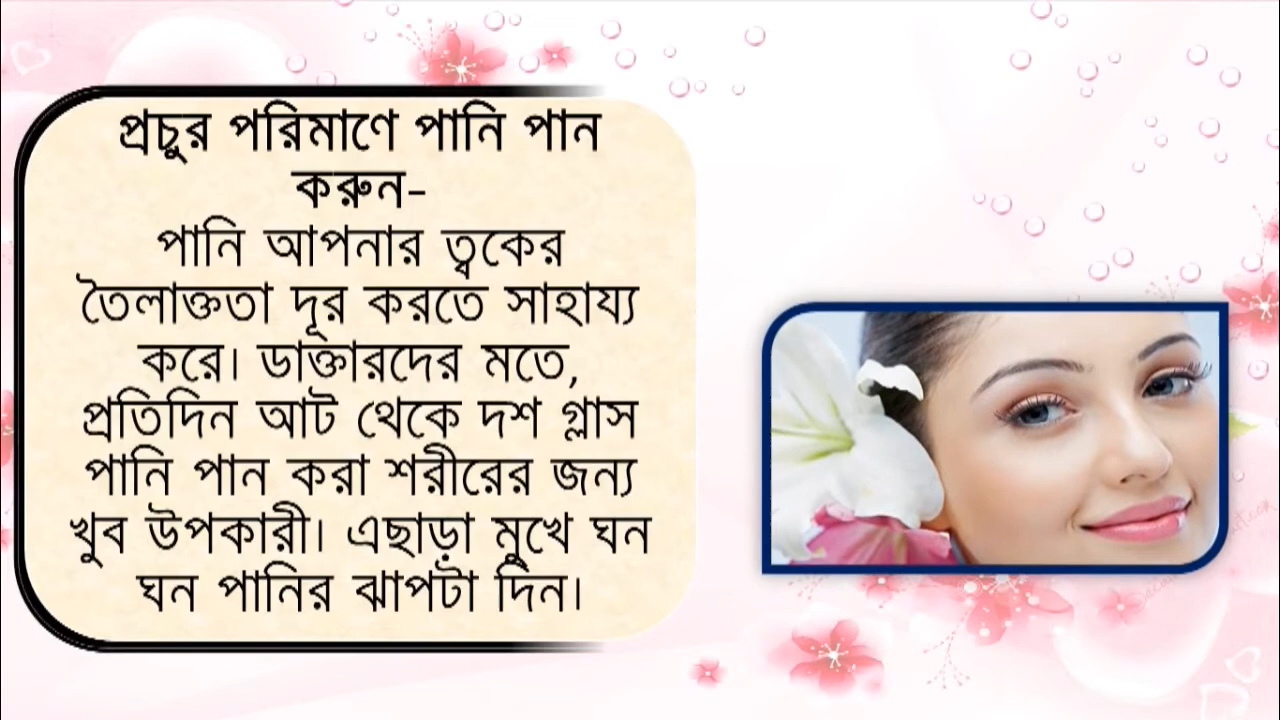 প্রচুর পরিমাণে পানি পান
করুন-
পানি আপনার ত্বকের
তৈলাক্ততা দূর করতে সাহায্য
করে। ডাক্তারদের মতে,
প্রতিদিন আট থেকে দশ গ্লাস
পানি পান করা শরীরের জন্য
খুব উপকারী। এছাড়া মুখে ঘন
ঘন পানির ঝাপটা দিন।